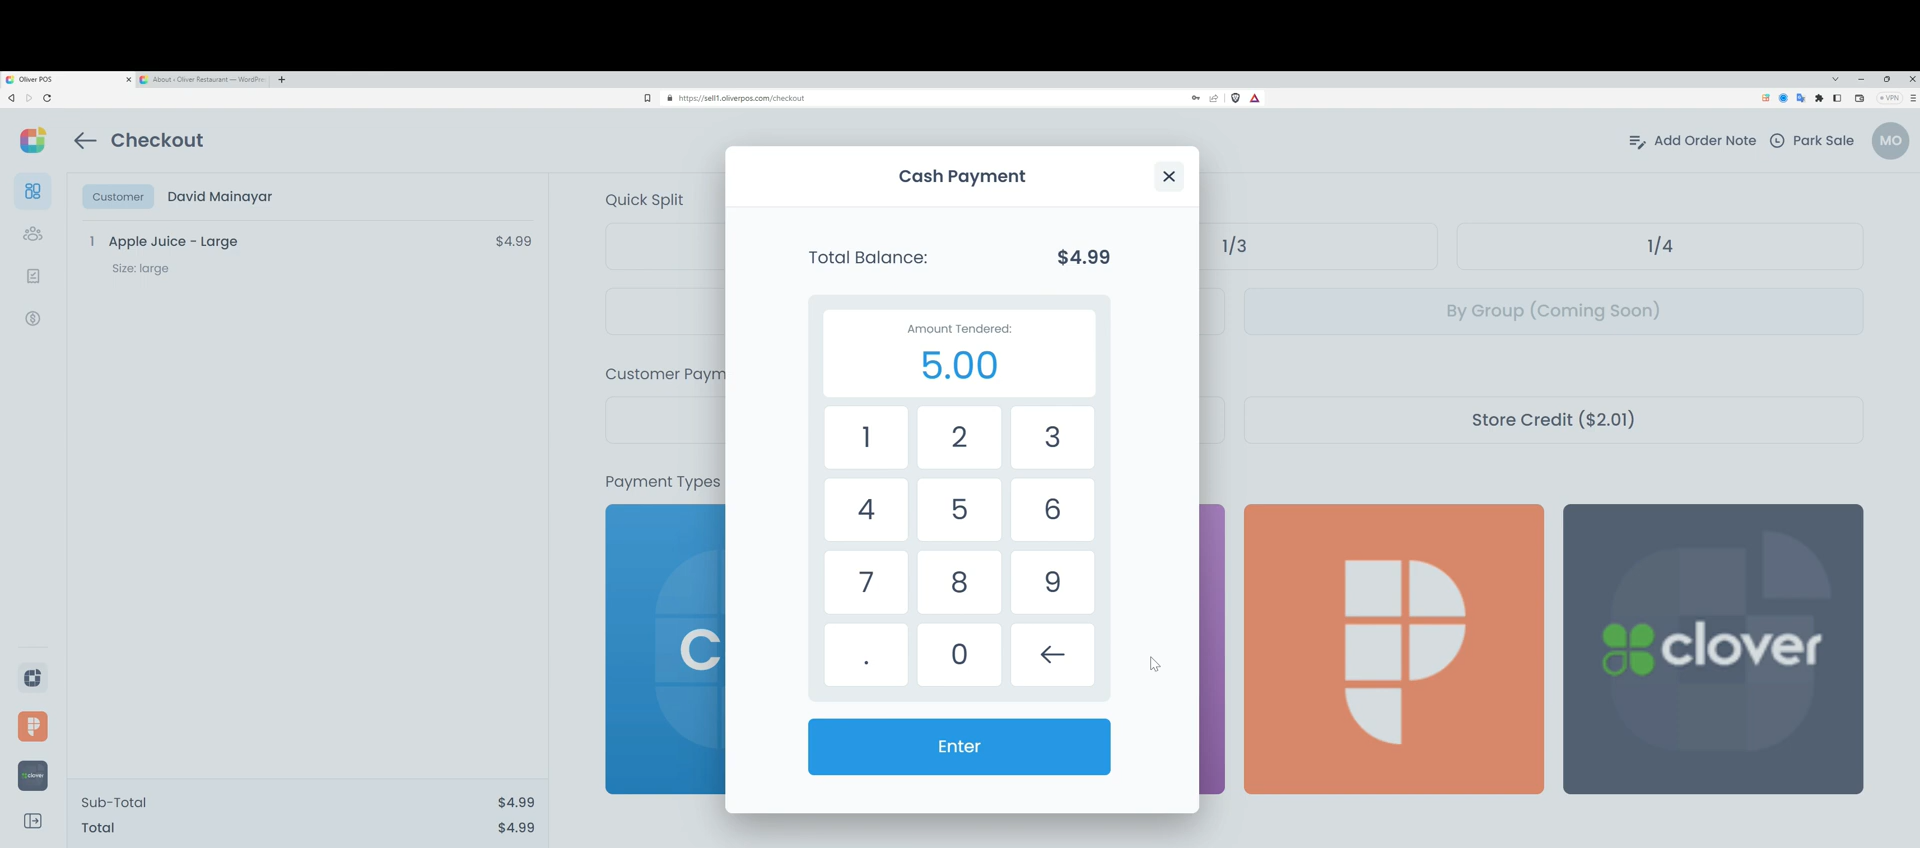 Oliver POS
About ‹ Oliver Restaurant — WordPre
https://sell1.oliverpos.com/checkout
VPN
Checkout
Add Order Note
Park Sale
MO
Customer
David Mainayar
1 Apple Juice - Large $4.99
Size: large
Sub-Total $4.99
Total $4.99
Quick Split
1/3
1/4
By Group (Coming Soon)
Customer Paym
Store Credit ($2.01)
Payment Types
C
clover
clover
Cash Payment
Total Balance: $4.99
Amount Tendered:
5.00
1 2 3
4 5 6
7 8 9
. 0
Enter